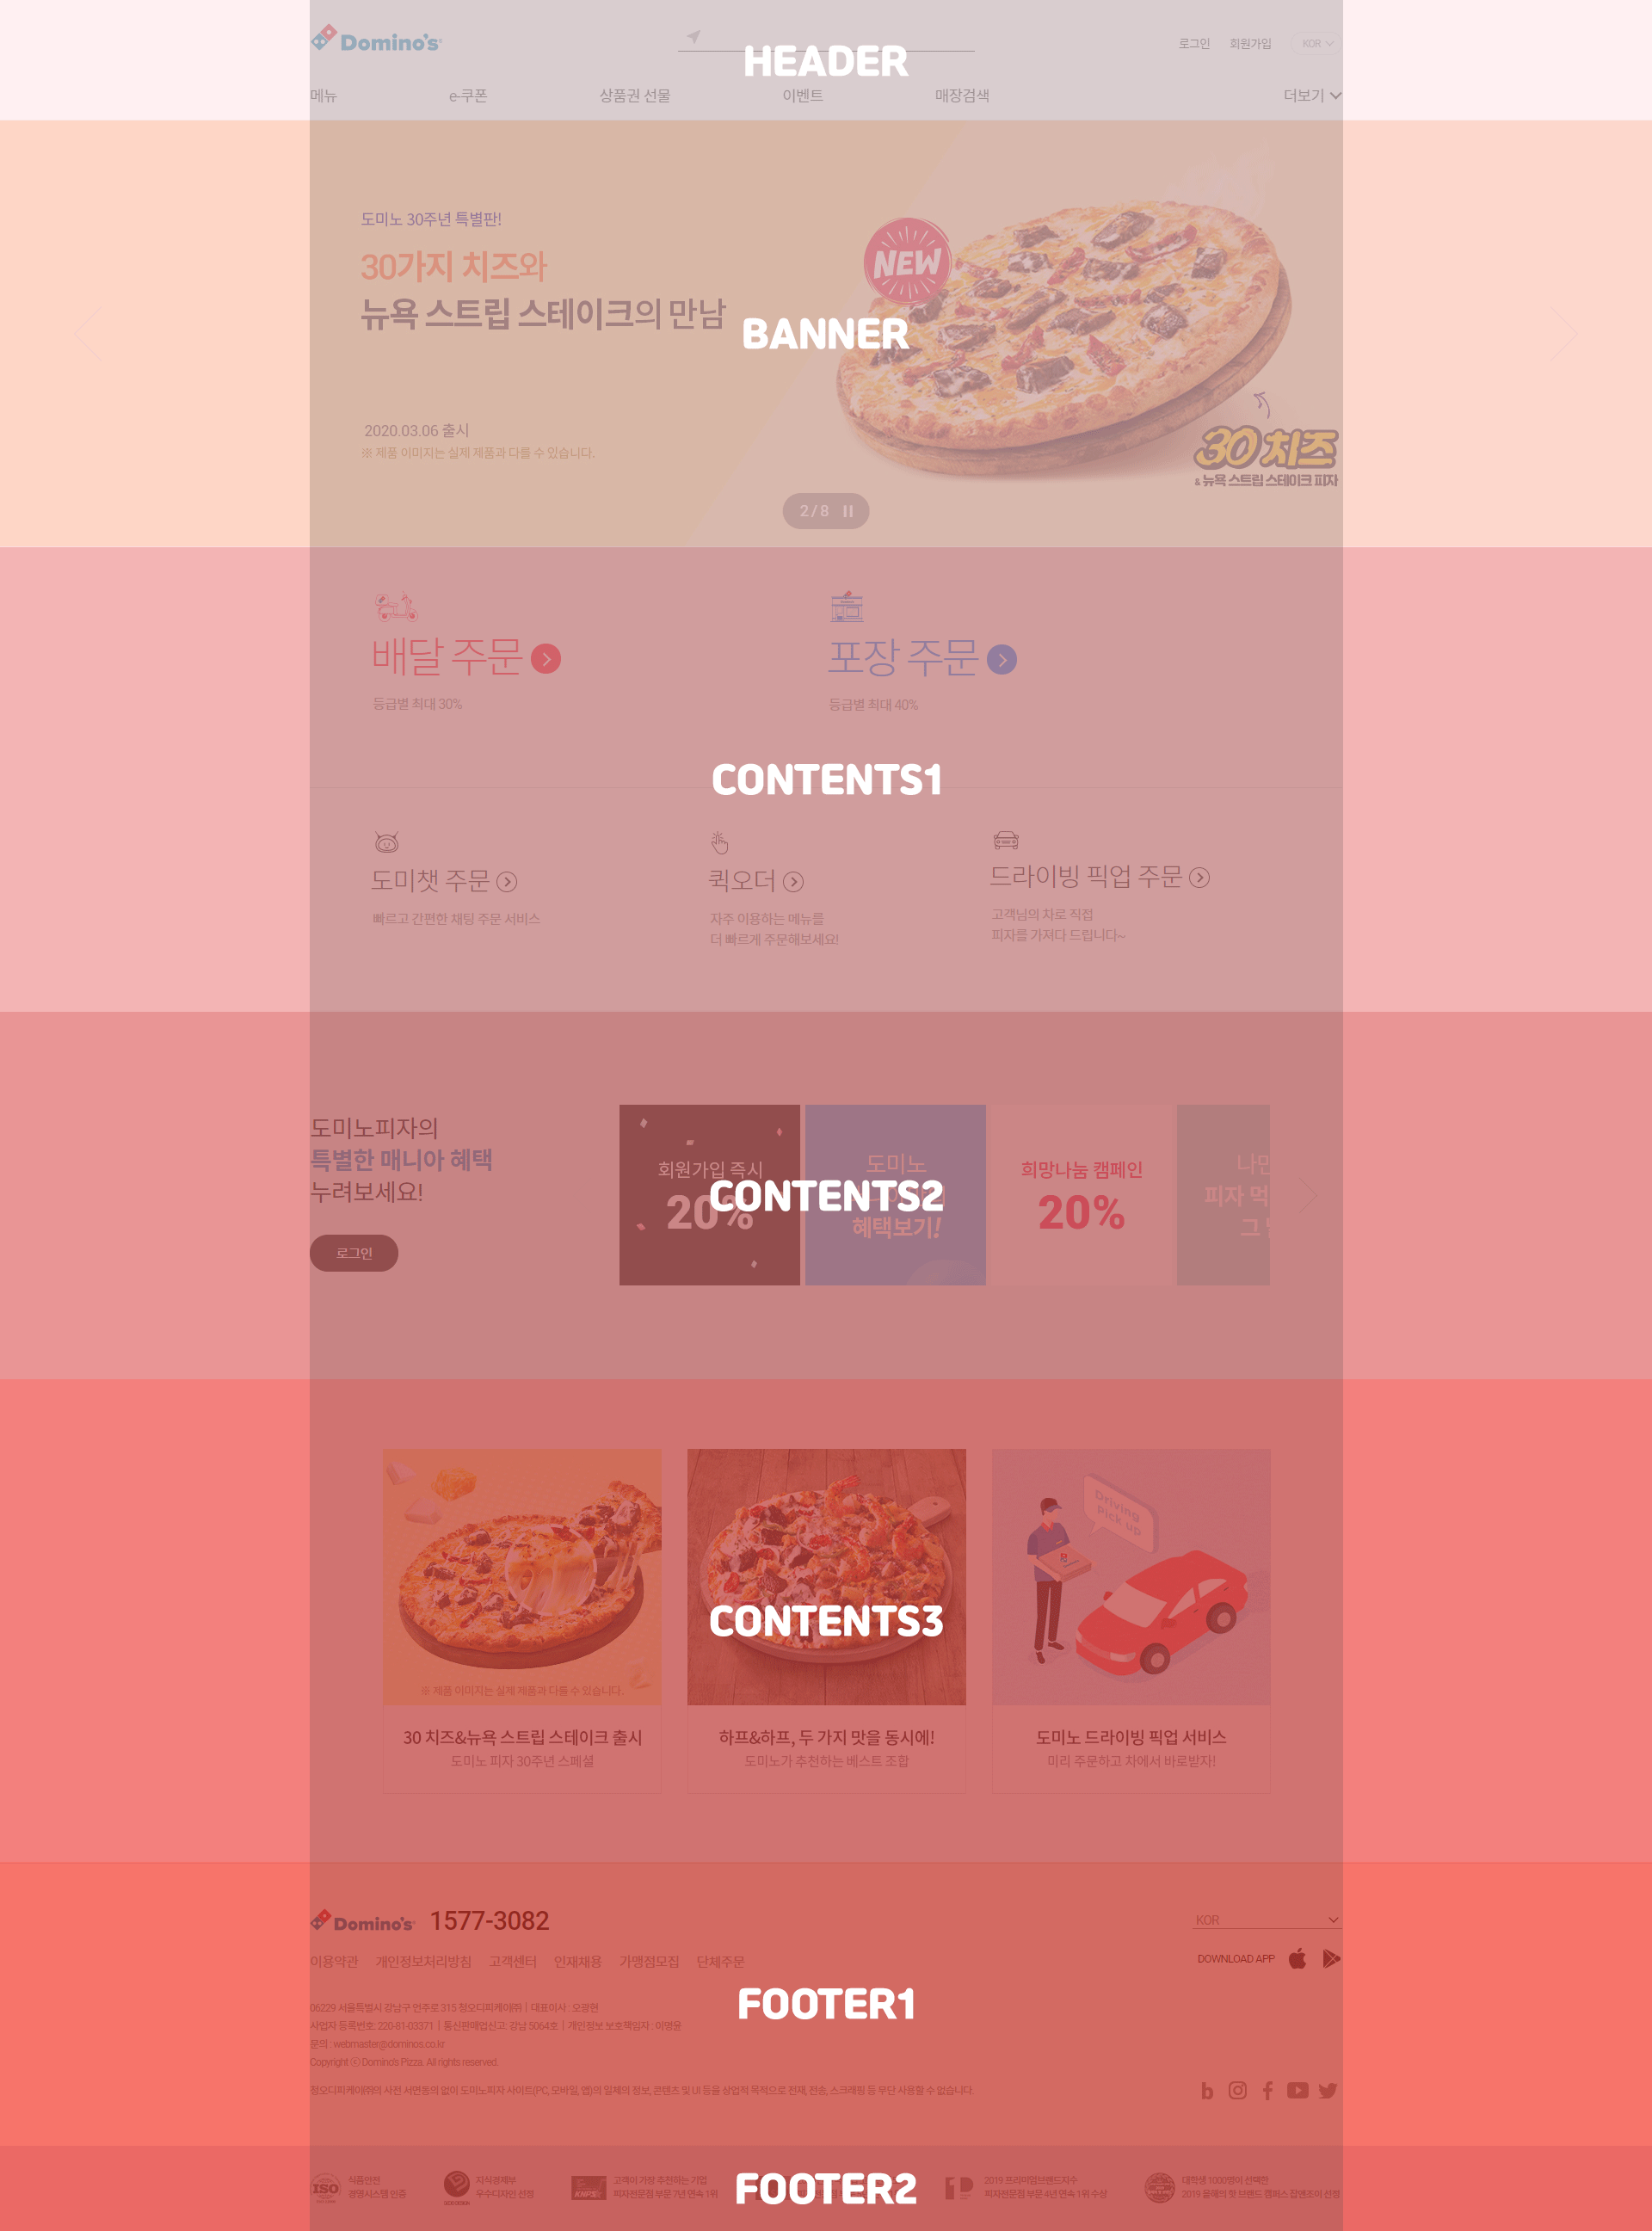 Domino's
로그인 회원가입 KOR
HEADER
메뉴 e-쿠폰 상품권 선물 이벤트 매장검색 더보기
도미노 30주년 특별판!
30가지 치즈와
뉴욕 스트립 스테이크의 만남
NEW
BANNER
2020.03.06 출시
※ 제품 이미지는 실제 제품과 다를 수 있습니다.
30 치즈
& 뉴욕 스트립 스테이크 피자
2 / 8
배달 주문
등급별 최대 30%
포장 주문
등급별 최대 40%
CONTENTS1
도미챗 주문
빠르고 간편한 채팅 주문 서비스
퀵오더
자주 이용하는 메뉴를
더 빠르게 주문해보세요!
드라이빙 픽업 주문
고객님의 차로 직접
피자를 가져다 드립니다~
도미노피자의
특별한 매니아 혜택
누려보세요!
로그인
회원가입 즉시
20%
도미노
혜택보기!
희망나눔 캠페인
20%
나만
피자 먹
그
CONTENTS2
Driving
Pick up
※ 제품 이미지는 실제 제품과 다를 수 있습니다.
CONTENTS3
30 치즈&뉴욕 스트립 스테이크 출시
도미노 피자 30주년 스페셜
하프&하프, 두 가지 맛을 동시에!
도미노가 추천하는 베스트 조합
도미노 드라이빙 픽업 서비스
미리 주문하고 차에서 바로받자!
Domino's 1577-3082
KOR
이용약관 개인정보처리방침 고객센터 인재채용 가맹점모집 단체주문
DOWNLOAD APP
FOOTER1
06229 서울특별시 강남구 언주로 315 청오디피케이㈜ | 대표이사 : 오광현
사업자 등록번호: 220-81-03371 | 통신판매업신고: 강남 5064호 | 개인정보 보호책임자 : 이명윤
문의 : webmaster@dominos.co.kr
Copyright ⓒ Domino's Pizza. All rights reserved.
청오디피케이㈜의 사전 서면동의 없이 도미노피자 사이트(PC, 모바일, 앱)의 일체의 정보, 콘텐츠 및 UI 등을 상업적 목적으로 전재, 전송, 스크래핑 등 무단 사용할 수 없습니다.
ISO
식품안전
경영시스템 인증
지식경제부
우수디자인 선정
고객이 가장 추천하는 기업
피자전문점 부문 7년 연속 1위
FOOTER2
2019 프리미엄브랜드지수
피자전문점 부문 4년 연속 1위 수상
대학생 1000명이 선택한
2019 올해의 핫 브랜드 캠퍼스 잡앤조이 선정